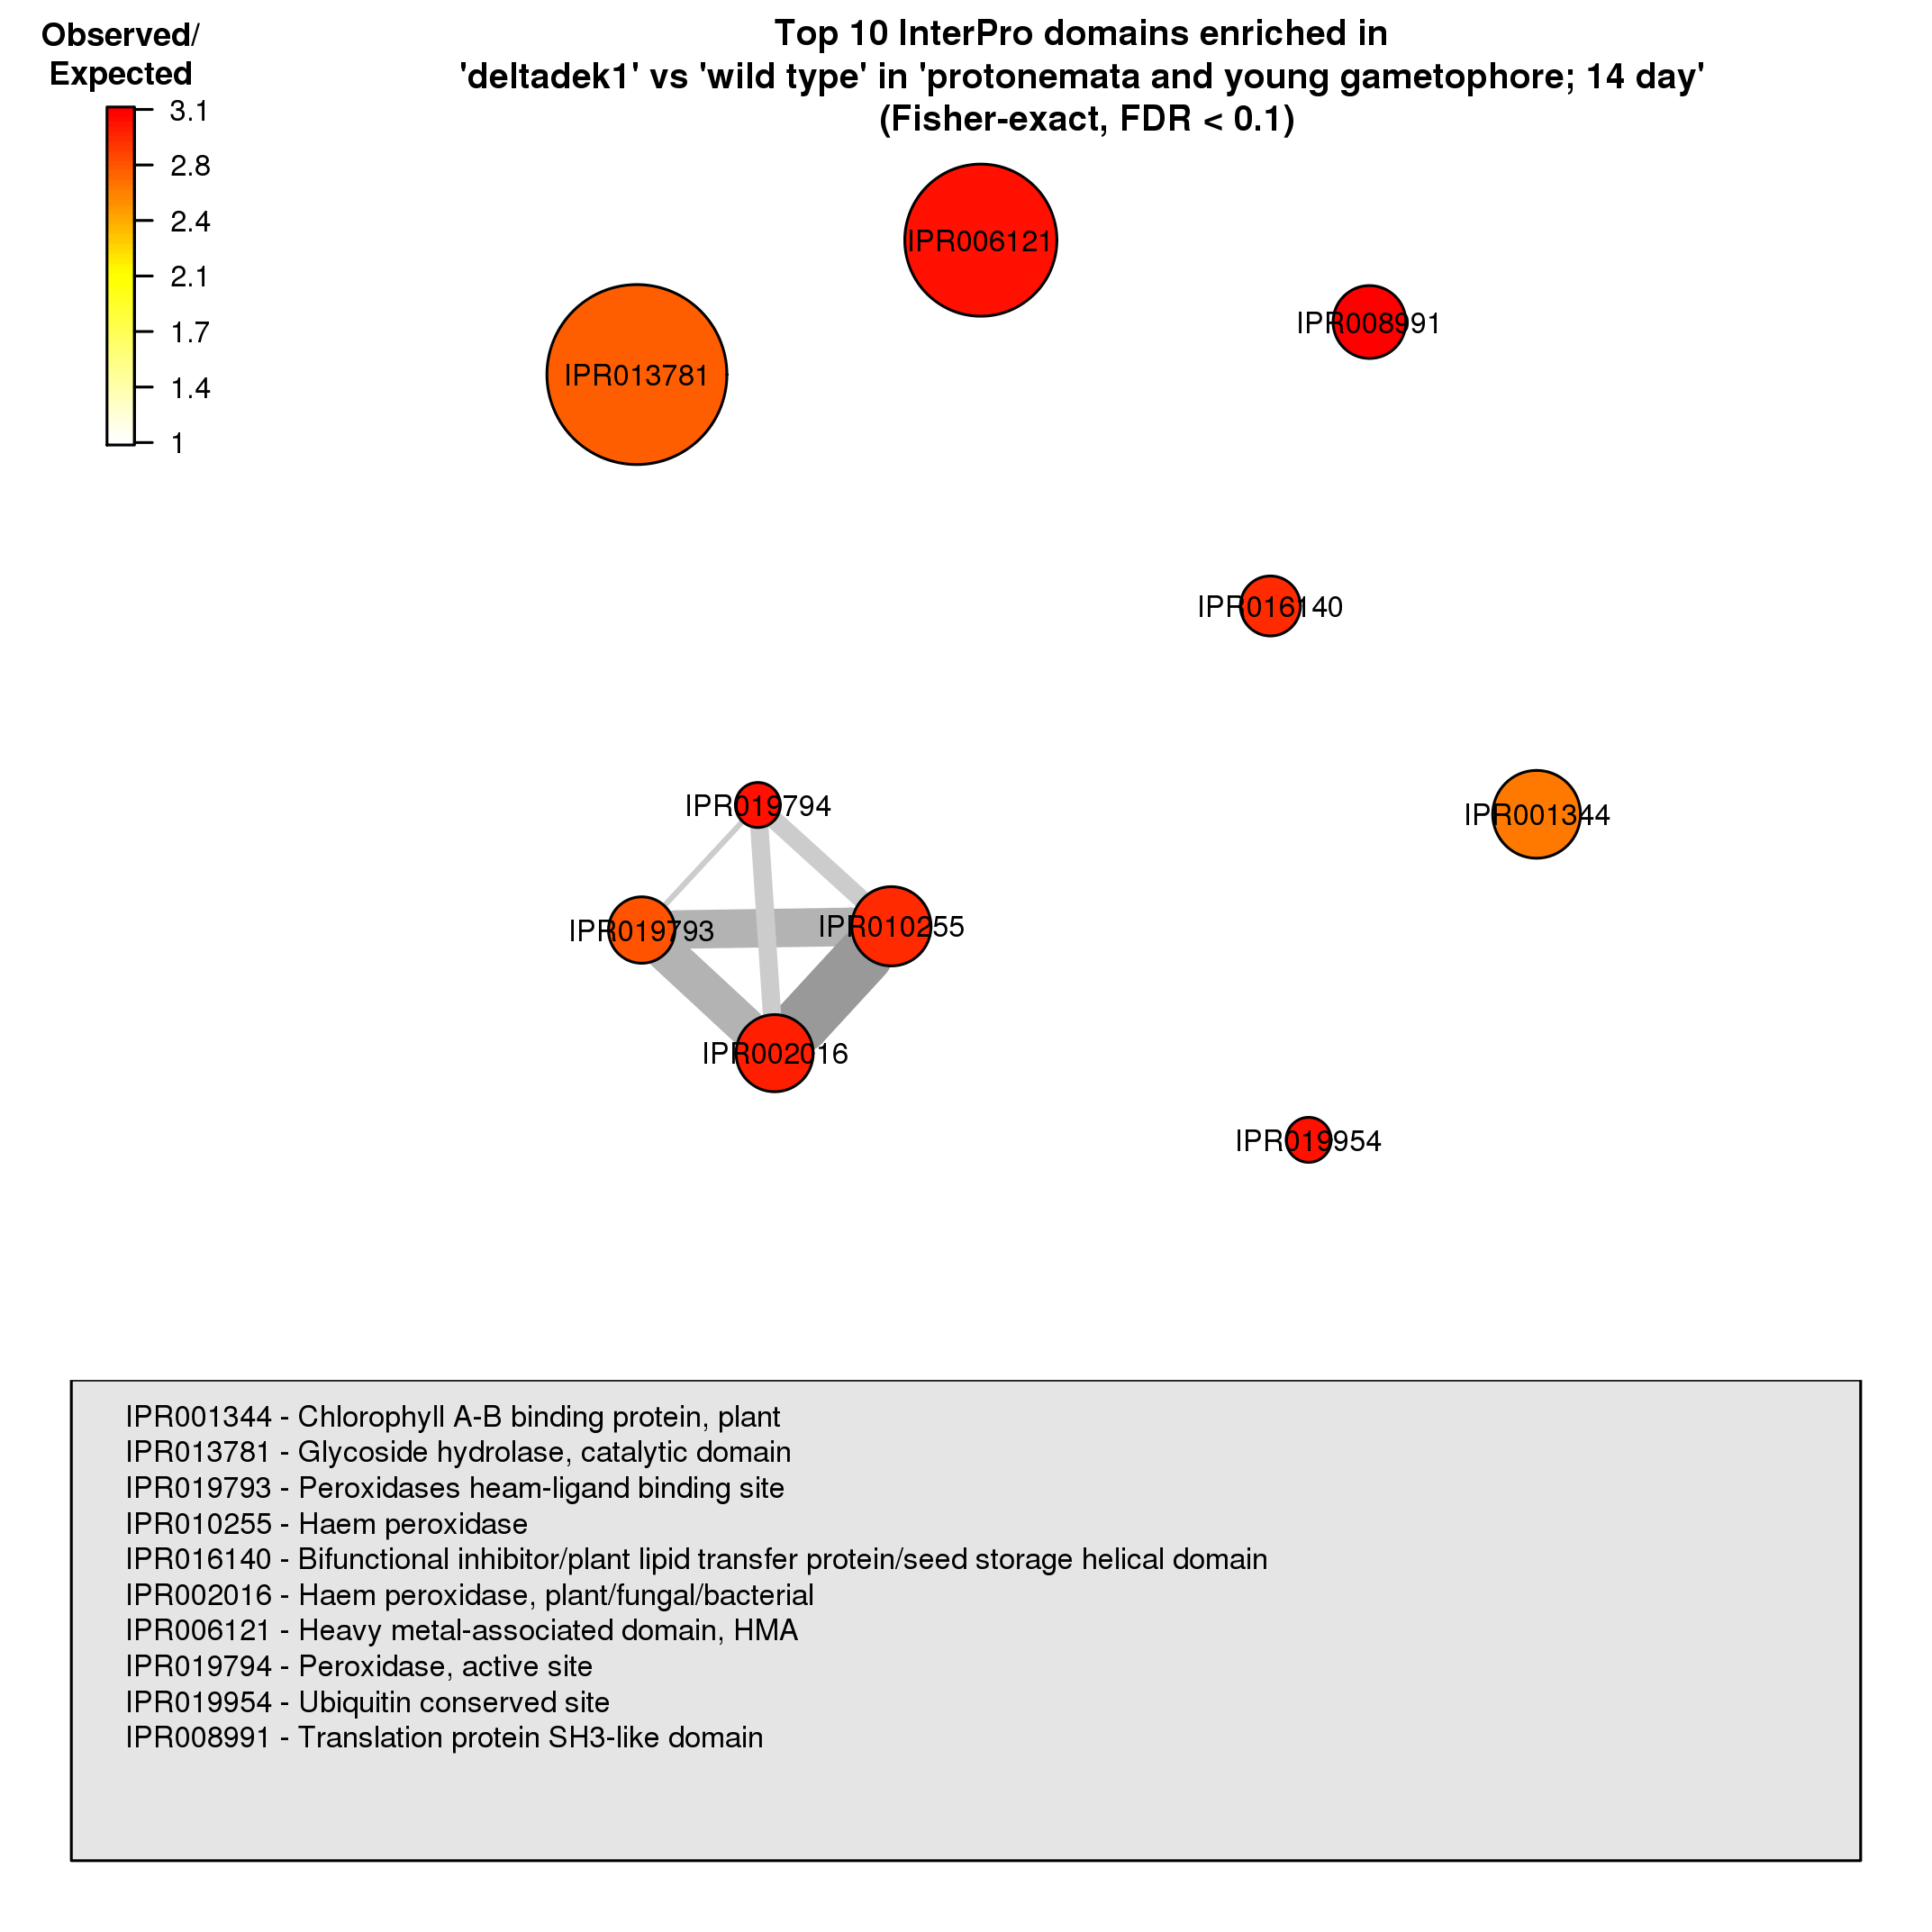 Observed/
Expected
Top 10 InterPro domains enriched in
'deltadek1' vs 'wild type' in 'protonemata and young gametophore; 14 day'
(Fisher-exact, FDR < 0.1)
3.1
2.8
2.4
2.1
1.7
1.4
1
IPR006121
IPR008991
IPR013781
IPR016140
IPR019794
IPR001344
IPR019793
IPR010255
IPR002016
IPR019954
IPR001344 - Chlorophyll A-B binding protein, plant
IPR013781 - Glycoside hydrolase, catalytic domain
IPR019793 - Peroxidases heam-ligand binding site
IPR010255 - Haem peroxidase
IPR016140 - Bifunctional inhibitor/plant lipid transfer protein/seed storage helical domain
IPR002016 - Haem peroxidase, plant/fungal/bacterial
IPR006121 - Heavy metal-associated domain, HMA
IPR019794 - Peroxidase, active site
IPR019954 - Ubiquitin conserved site
IPR008991 - Translation protein SH3-like domain